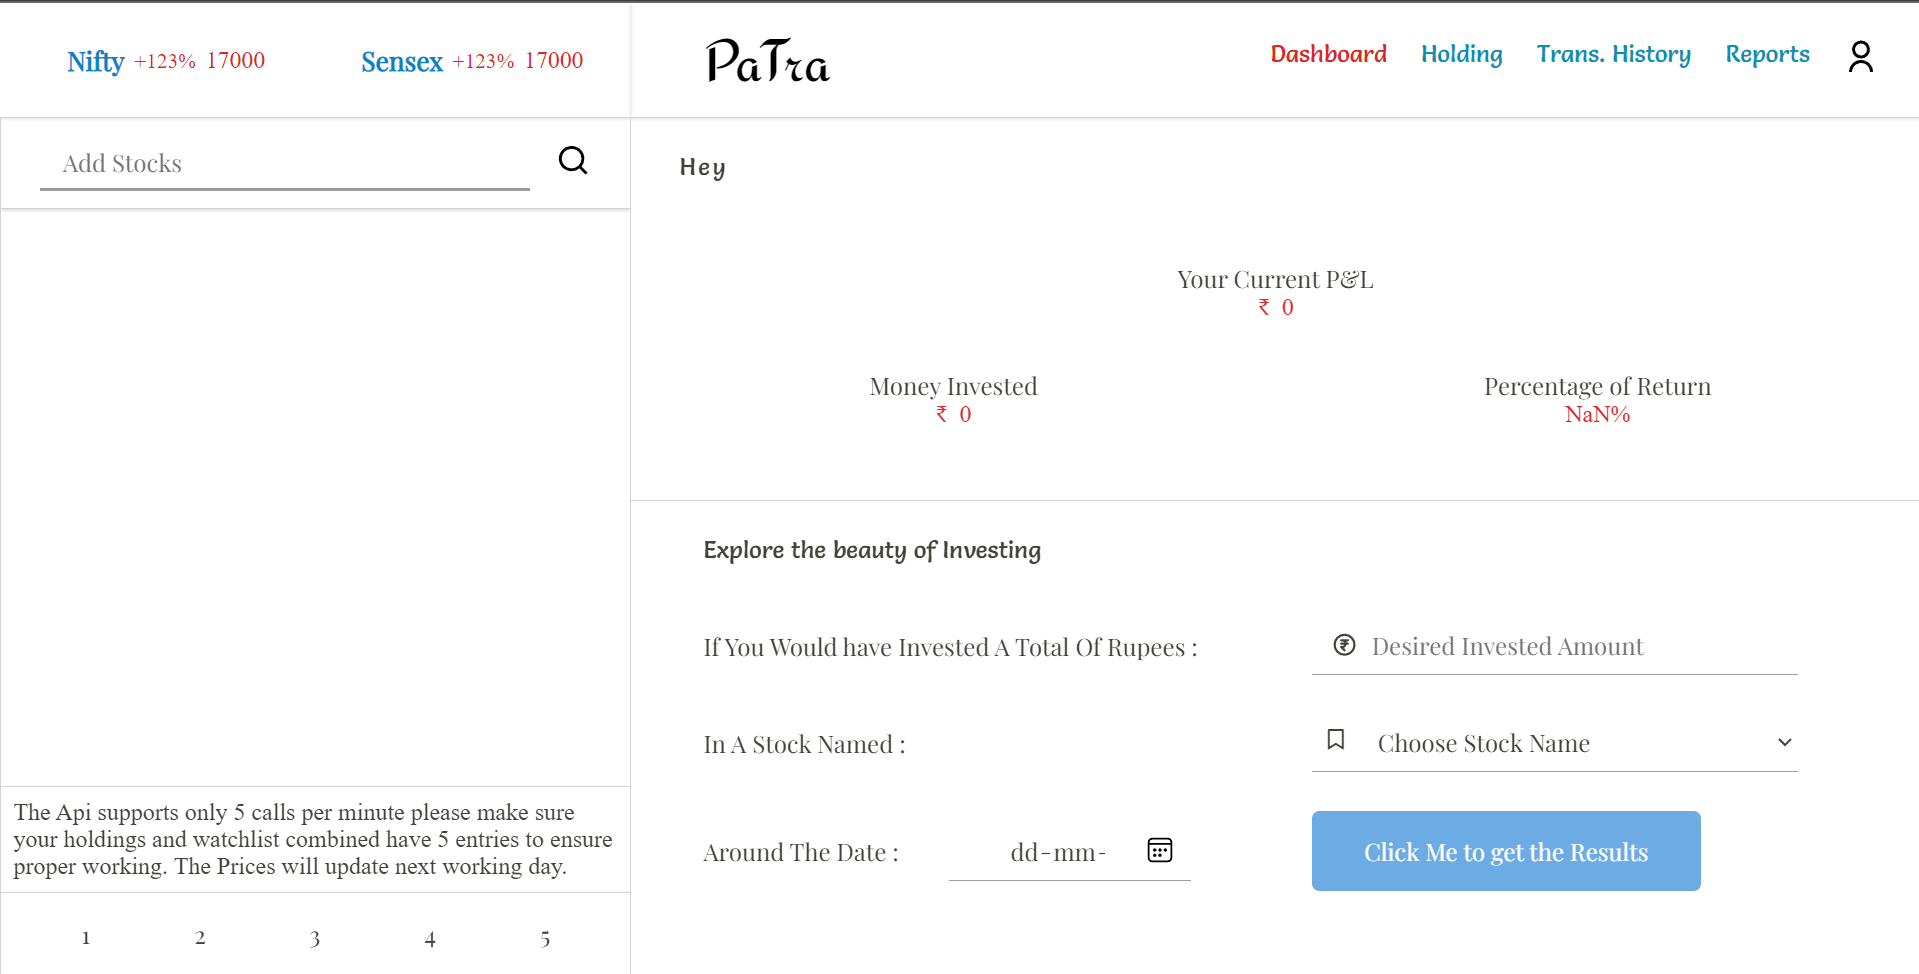 Nifty +123% 17000 Sensex +123% 17000
PaTra
Dashboard Holding Trans. History Reports
Add Stocks
Hey
Your Current P&L
₹ 0
Money Invested
₹ 0
Percentage of Return
NaN%
Explore the beauty of Investing
If You Would have Invested A Total Of Rupees :
Desired Invested Amount
In A Stock Named :
Choose Stock Name
Around The Date :
dd-mm-
Click Me to get the Results
The Api supports only 5 calls per minute please make sure
your holdings and watchlist combined have 5 entries to ensure
proper working. The Prices will update next working day.
1 2 3 4 5